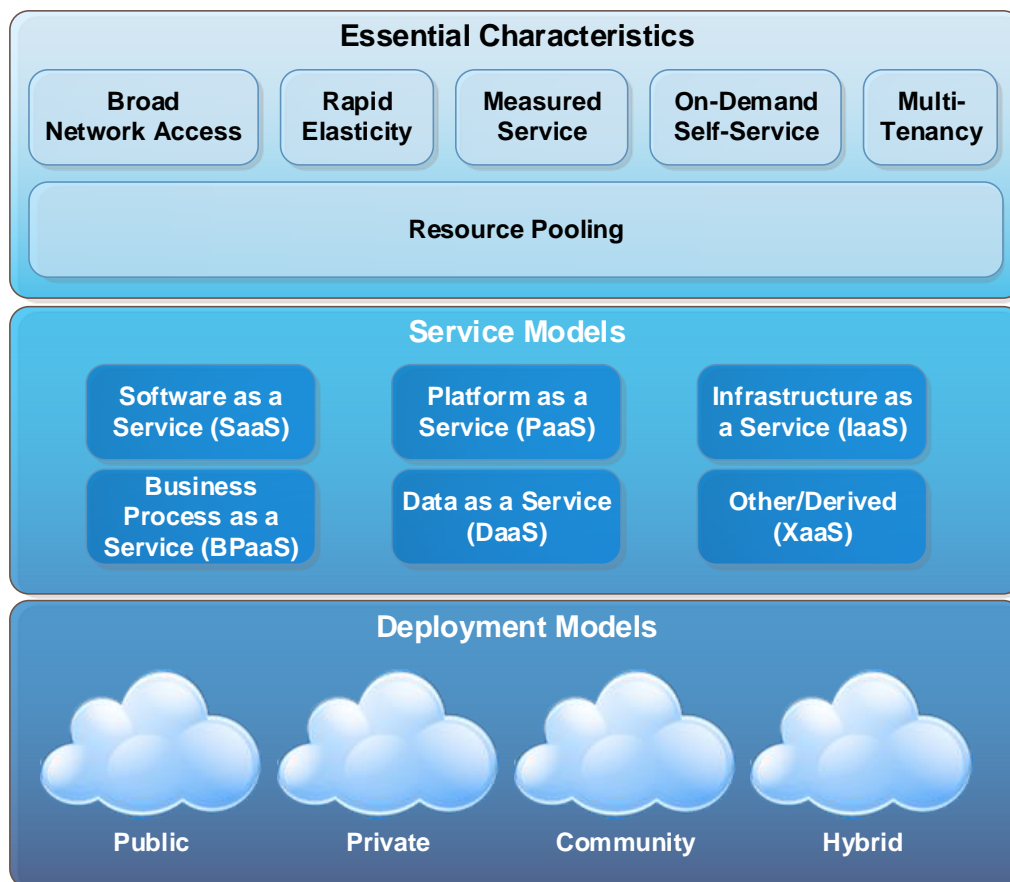 Essential Characteristics
Broad
Network Access
Rapid
Elasticity
Measured
Service
On-Demand
Self-Service
Multi-
Tenancy
Resource Pooling
Service Models
Software as a
Service (SaaS)
Platform as a
Service (PaaS)
Infrastructure as
a Service (IaaS)
Business
Process as a
Service (BPaaS)
Data as a Service
(DaaS)
Other/Derived
(XaaS)
Deployment Models
Public
Private
Community
Hybrid